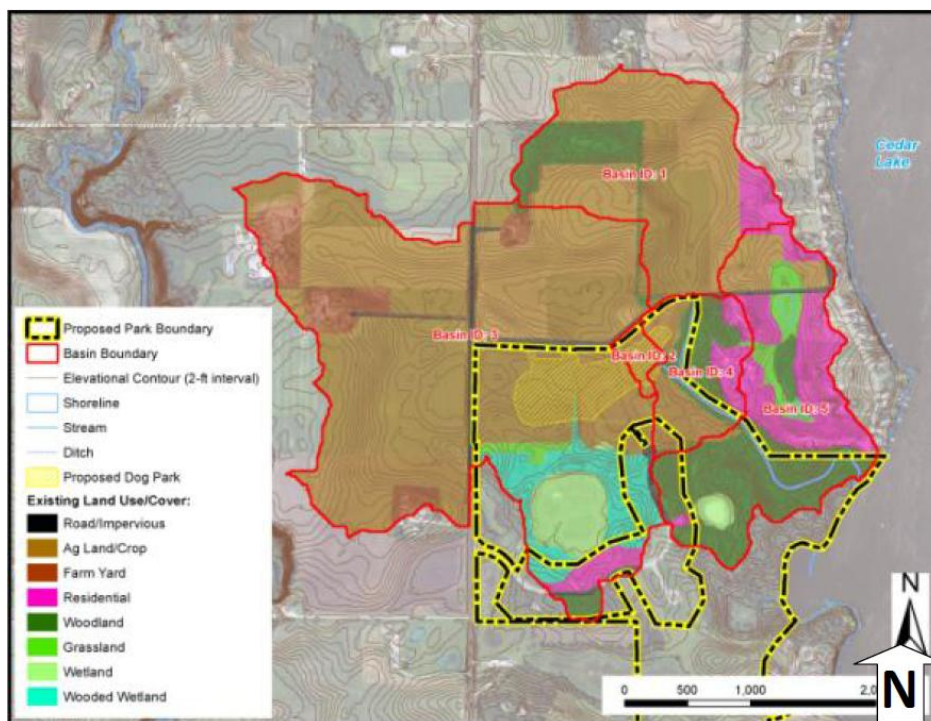 Cedar
Lake
Basin ID: 1
Basin ID: 3
Basin ID: 2
Basin ID: 4
Basin ID: 5
Proposed Park Boundary
Basin Boundary
Elevational Contour (2-ft interval)
Shoreline
Stream
Ditch
Proposed Dog Park
Existing Land Use/Cover:
Road/Impervious
Ag Land/Crop
Farm Yard
Residential
Woodland
Grassland
Wetland
Wooded Wetland
N
0 500 1,000
N